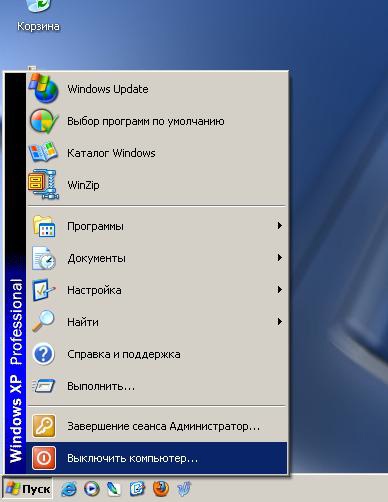 Корзина
Windows Update
Выбор программ по умолчанию
Каталог Windows
WinZip
Программы
Документы
Настройка
Найти
Справка и поддержка
Выполнить...
Завершение сеанса Администратор...
Выключить компьютер...
Windows XP Professional
Пуск